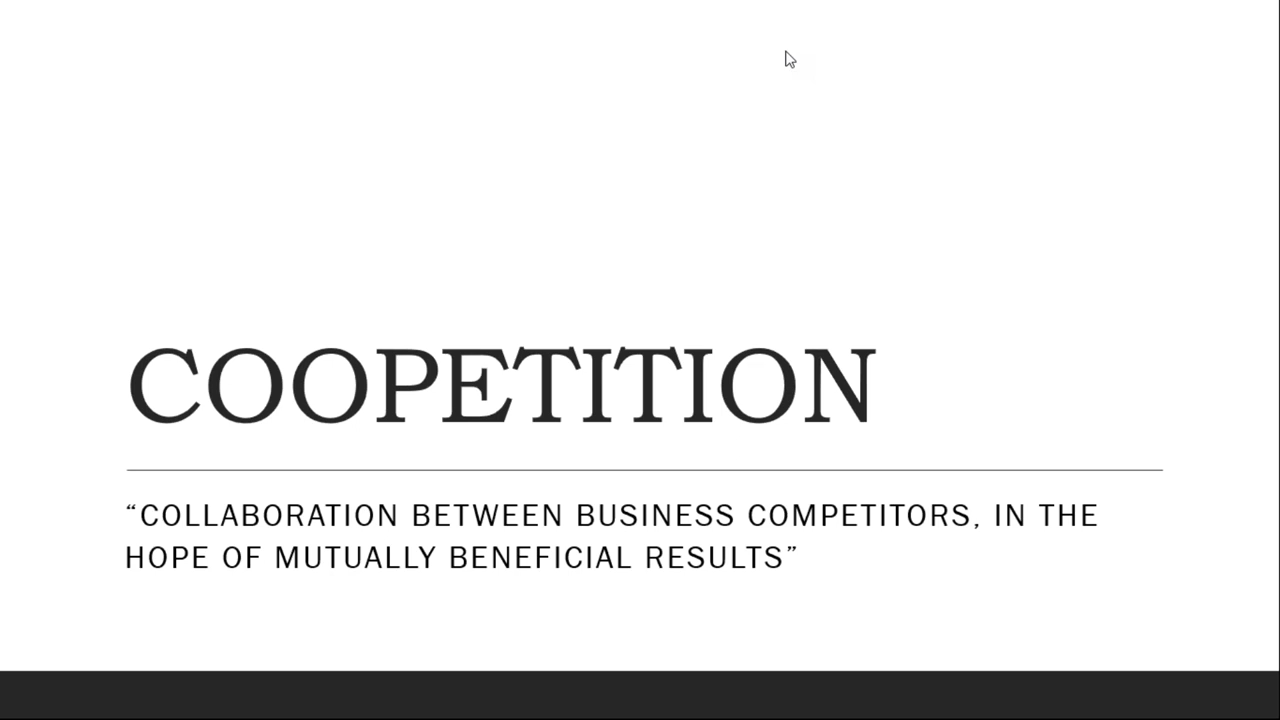 COOPETITION
“COLLABORATION BETWEEN BUSINESS COMPETITORS, IN THE
HOPE OF MUTUALLY BENEFICIAL RESULTS”